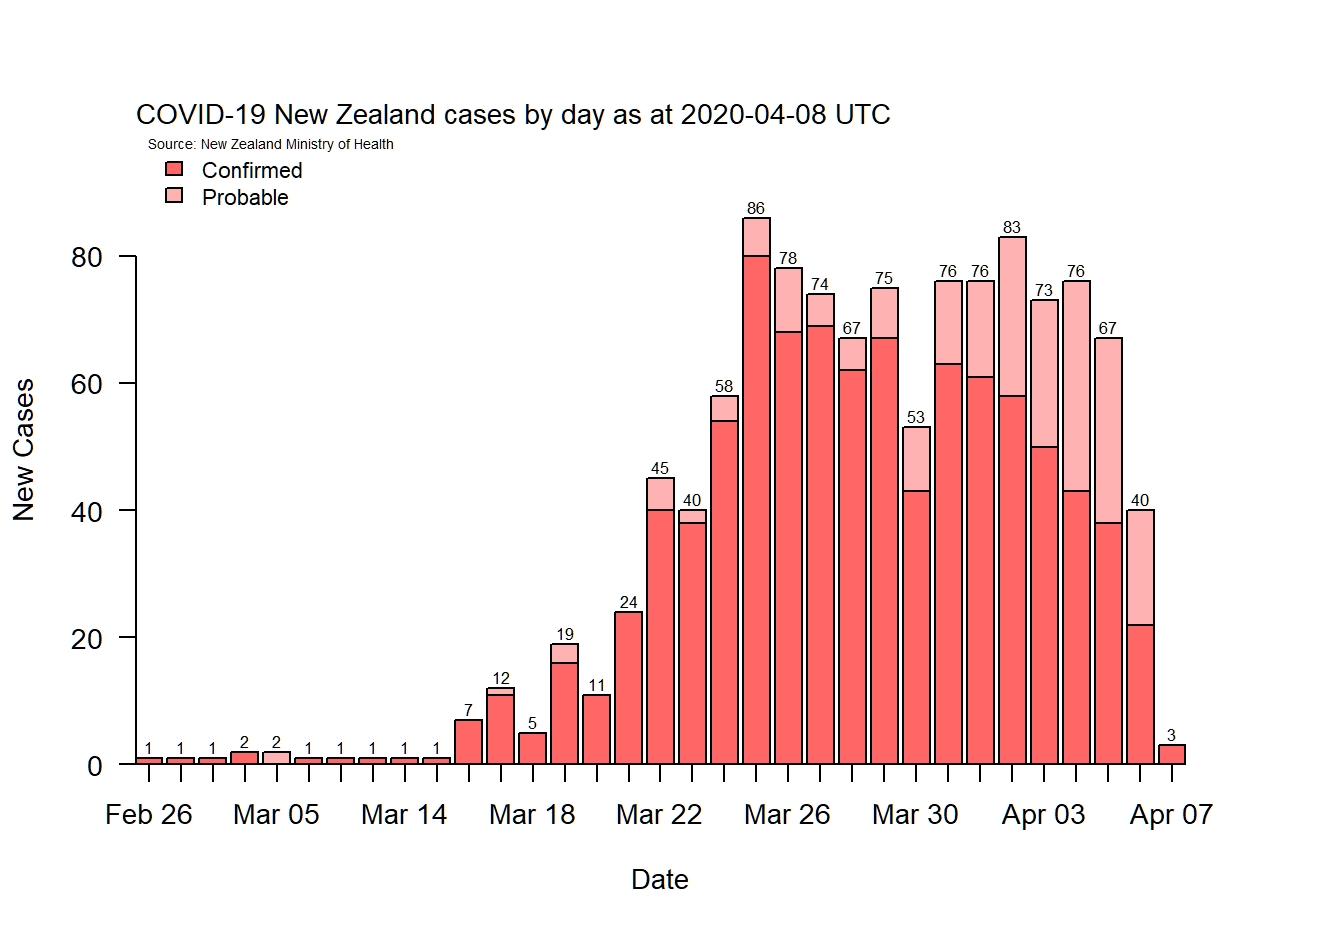 COVID-19 New Zealand cases by day as at 2020-04-08 UTC
Source: New Zealand Ministry of Health
Confirmed
Probable
New Cases
80
60
40
20
0
1 1 1 2 2 1 1 1 1 1 7 12 5 19 11 24 45 40 58 86 78 74 67 75 53 76 76 83 73 76 67 40 3
Feb 26 Mar 05 Mar 14 Mar 18 Mar 22 Mar 26 Mar 30 Apr 03 Apr 07
Date